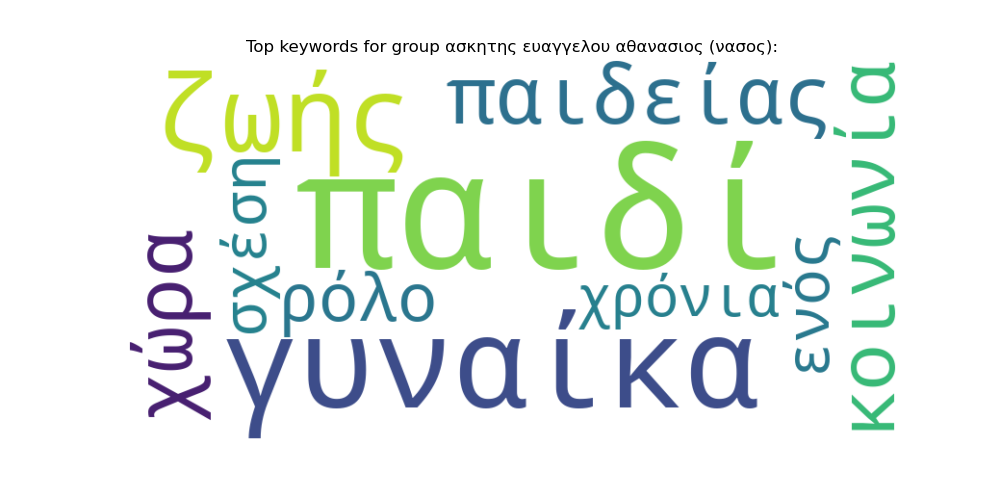 Top keywords for group ασκητης ευαγγελου αθανασιος (νασος):
ζωής
παιδείας
κοινωνία
παιδί
σχέση
χώρα
ρόλο
χρόνια
ενός
γυναίκα